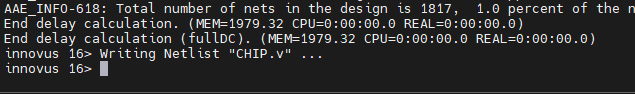 AAE_INFO-618: Total number of nets in the design is 1817,  1.0 percent of the n
End delay calculation. (MEM=1979.32 CPU=0:00:00.0 REAL=0:00:00.0)
End delay calculation (fullDC). (MEM=1979.32 CPU=0:00:00.0 REAL=0:00:00.0)
innovus 16> Writing Netlist "CHIP.v" ...
innovus 16>